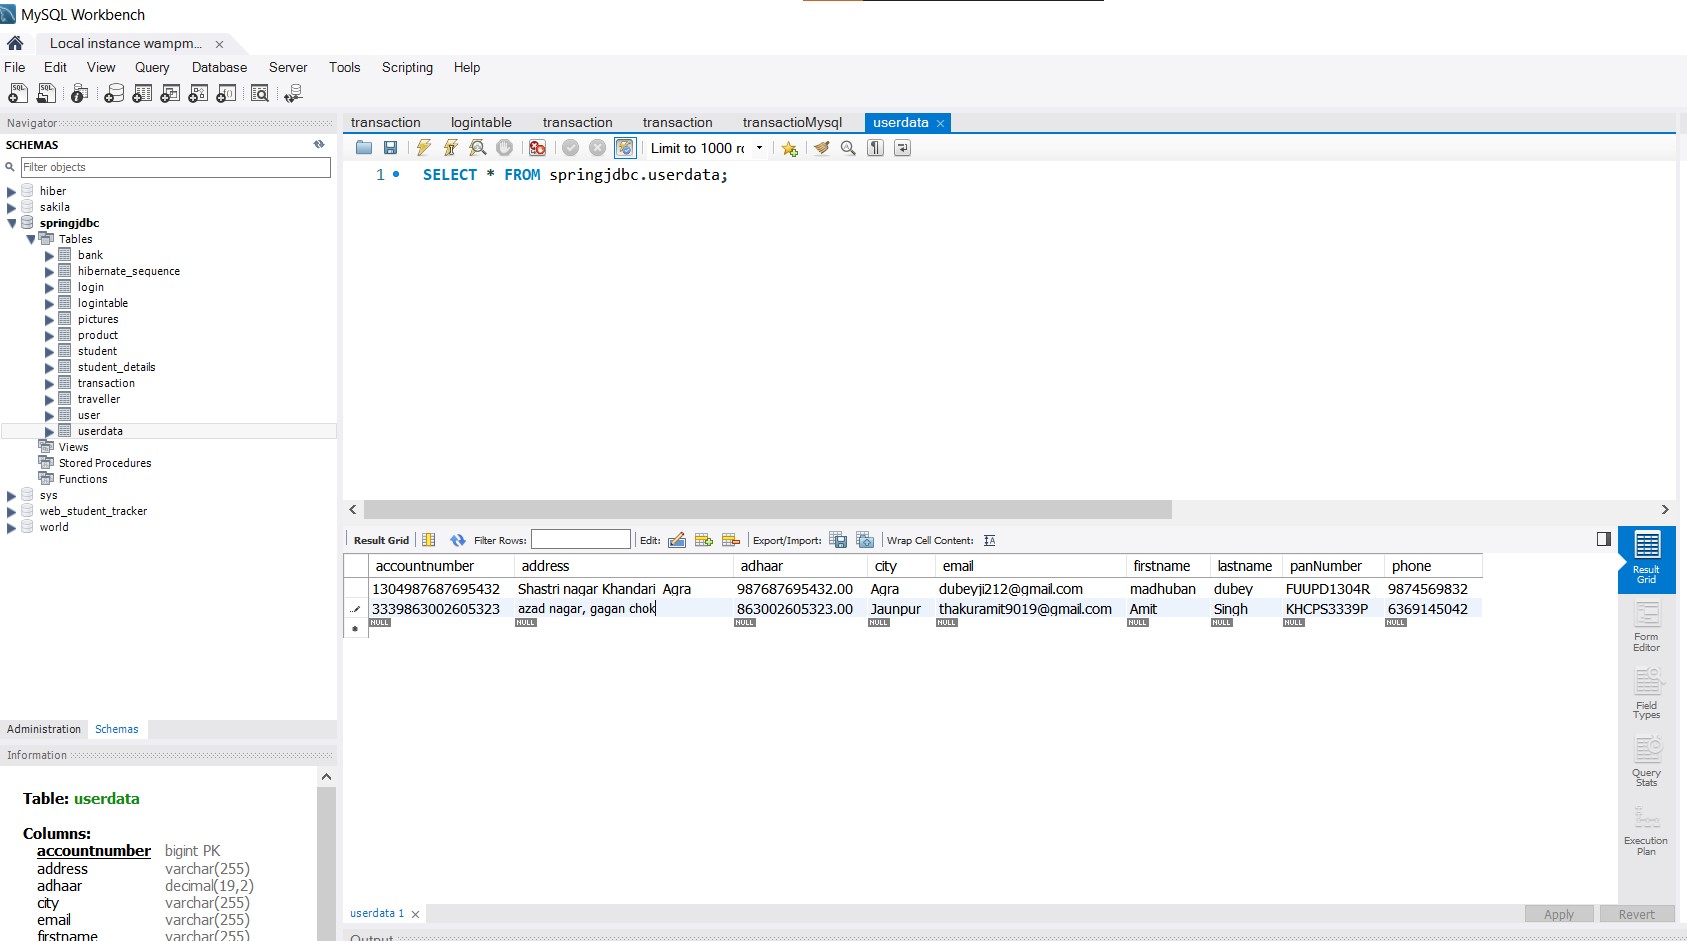 MySQL Workbench
Local instance wampm...
File Edit View Query Database Server Tools Scripting Help
Navigator
SCHEMAS
Filter objects
hiber
sakila
springjdbc
Tables
bank
hibernate_sequence
login
logintable
pictures
product
student
student_details
transaction
traveller
user
userdata
Views
Stored Procedures
Functions
sys
web_student_tracker
world
Administration Schemas
Information
Table: userdata
Columns:
accountnumber bigint PK
address varchar(255)
adhaar decimal(19,2)
city varchar(255)
email varchar(255)
firstname varchar(255)
transaction logintable transaction transaction transactioMysql userdata
Limit to 1000 r
1 SELECT * FROM springjdbc.userdata;
Result Grid Filter Rows: Edit: Export/Import: Wrap Cell Content:
accountnumber address adhaar city email firstname lastname panNumber phone
1304987687695432 Shastri nagar Khandari Agra 987687695432.00 Agra dubeyji212@gmail.com madhuban dubey FUUPD1304R 9874569832
3339863002605323 azad nagar, gagan chok 863002605323.00 Jaunpur thakuramit9019@gmail.com Amit Singh KHCPS3339P 6369145042
NULL NULL NULL NULL NULL NULL NULL NULL NULL
Result Grid
Form Editor
Field Types
Query Stats
Execution Plan
userdata 1
Apply Revert
Output